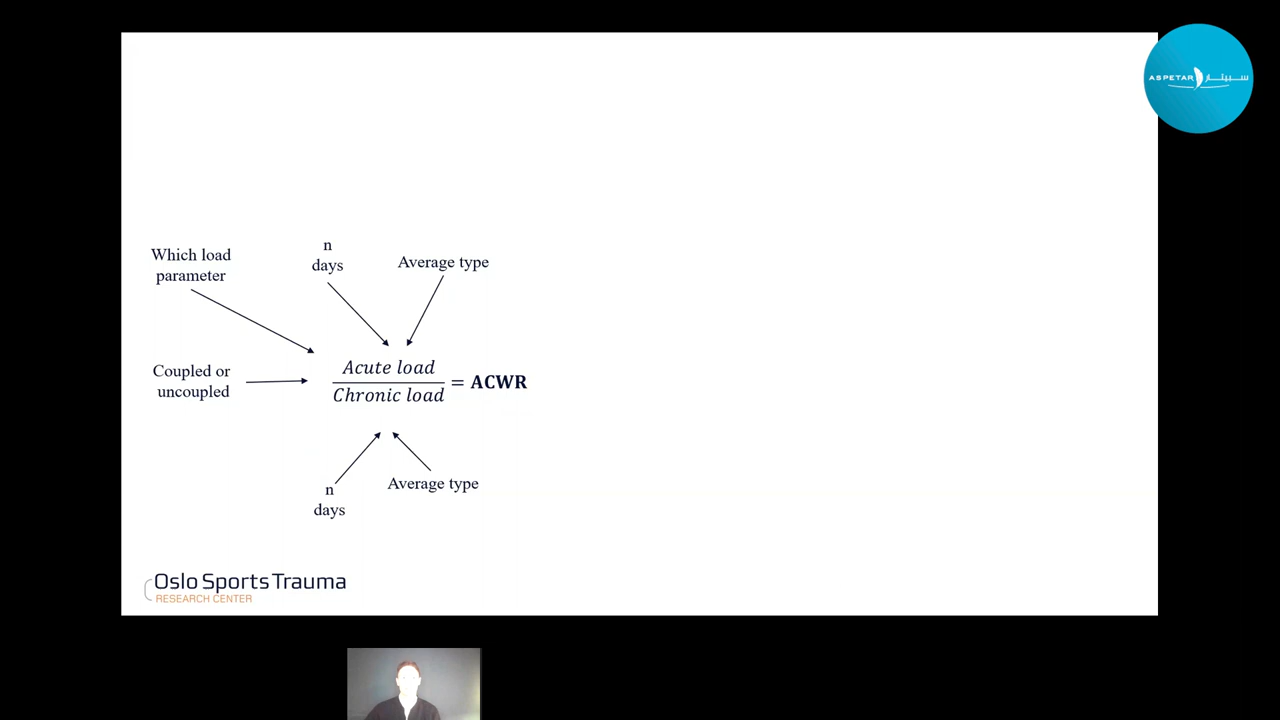 ASPETAR سبيتار
n
Which load
days
Average type
parameter
Acute load
Coupled or
= ACWR
uncoupled
Chronic load
Average type
n
days
Oslo Sports Trauma
RESEARCH CENTER